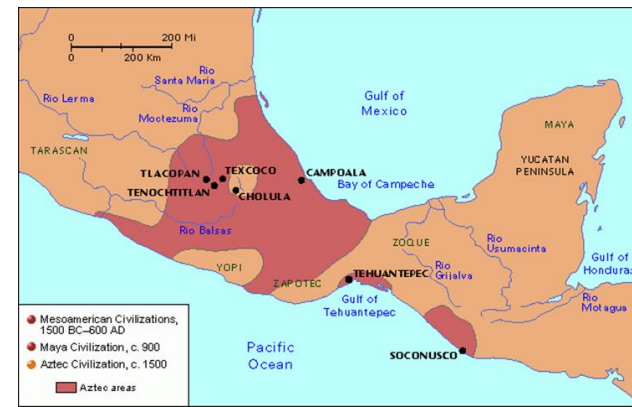 0 200 Mi
0 200 Km
Rio
Santa Maria
Rio Lerma
Rio
Moctezuma
Gulf of
Mexico
TARASCAN
MAYA
YUCATAN
PENINSULA
TLACOPAN
TEXCOCO
TENOCHTITLAN
CHOLULA
CAMPOALA
Bay of Campeche
Rio Balsas
ZOQUE
Rio
Usumacinta
YOPI
ZAPOTEC
TEHUANTEPEC
Rio
Grijalva
Gulf of
Honduras
Gulf of
Tehuantepec
Rio
Motagua
Mesoamerican Civilizations,
1500 BC–600 AD
Maya Civilization, c. 900
Aztec Civilization, c. 1500
Aztec areas
Pacific
Ocean
SOCONUSCO